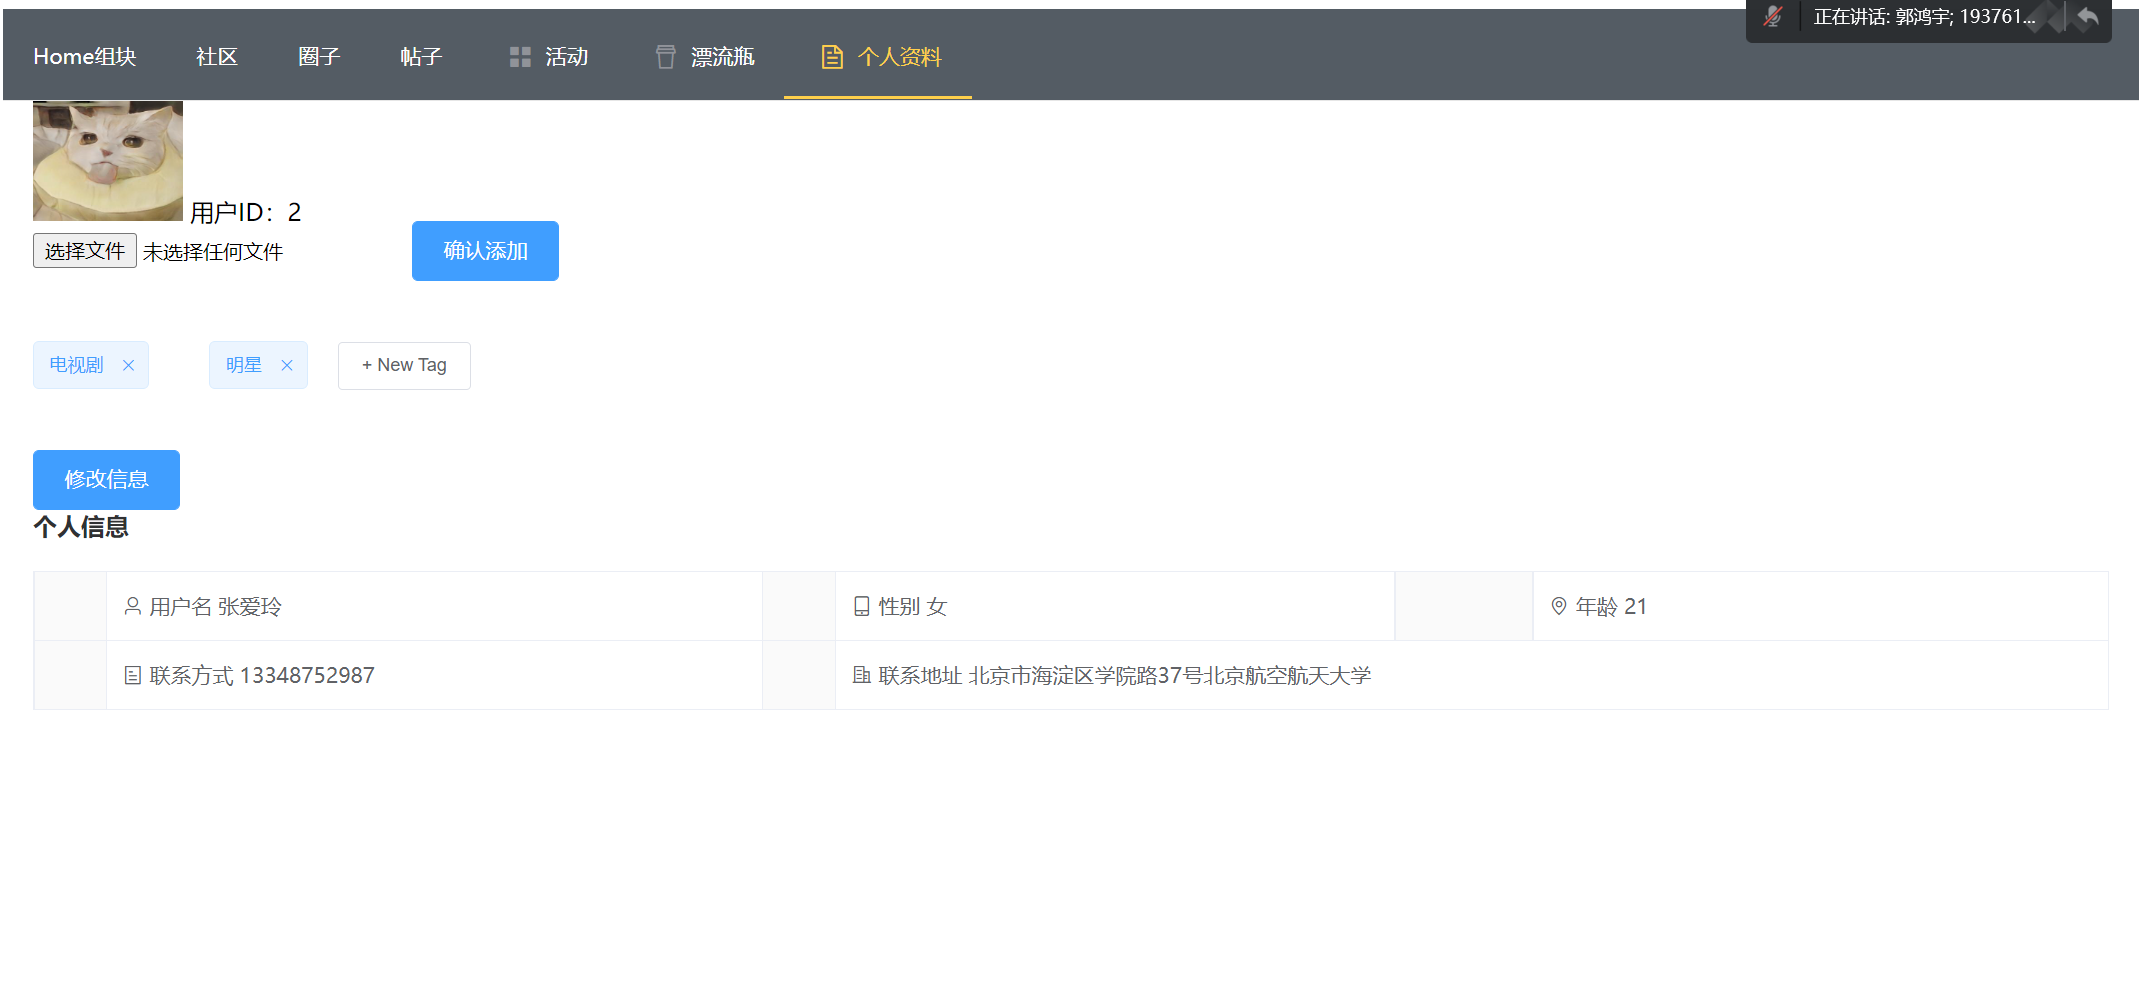 正在讲话: 郭鸿宇; 193761...
Home组块 社区 圈子 帖子 活动 漂流瓶 个人资料
用户ID：2
选择文件 未选择任何文件 确认添加
电视剧 明星 + New Tag
修改信息
个人信息
用户名 张爱玲 性别 女 年龄 21
联系方式 13348752987 联系地址 北京市海淀区学院路37号北京航空航天大学